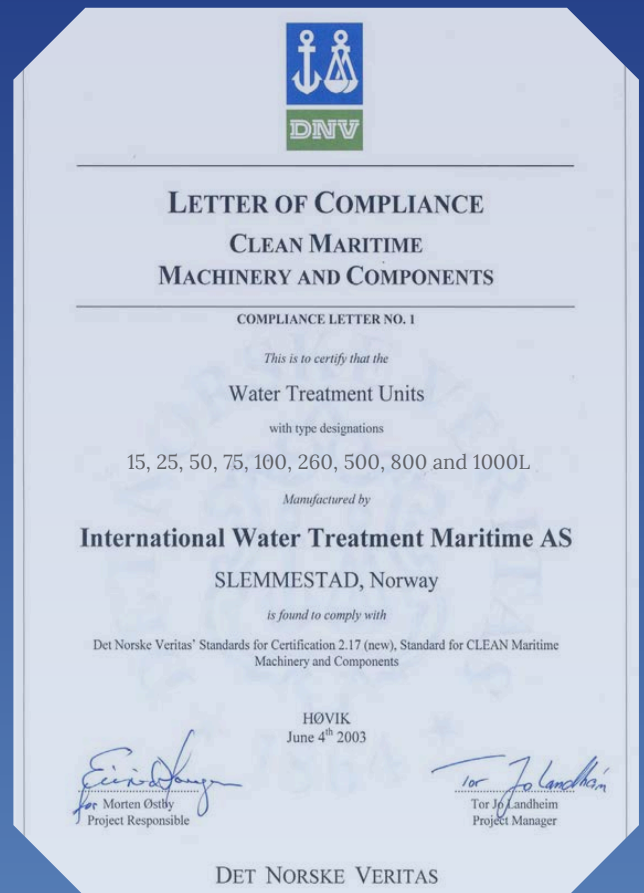 DNV
LETTER OF COMPLIANCE
CLEAN MARITIME
MACHINERY AND COMPONENTS
COMPLIANCE LETTER NO. 1
This is to certify that the
Water Treatment Units
with type designations
15, 25, 50, 75, 100, 260, 500, 800 and 1000L
Manufactured by
International Water Treatment Maritime AS
SLEMMESTAD, Norway
is found to comply with
Det Norske Veritas' Standards for Certification 2.17 (new), Standard for CLEAN Maritime
Machinery and Components
HØVIK
June 4th 2003
for Morten Østby
Project Responsible
Tor Jo Landheim
Tor Jo Landheim
Project Manager
DET NORSKE VERITAS